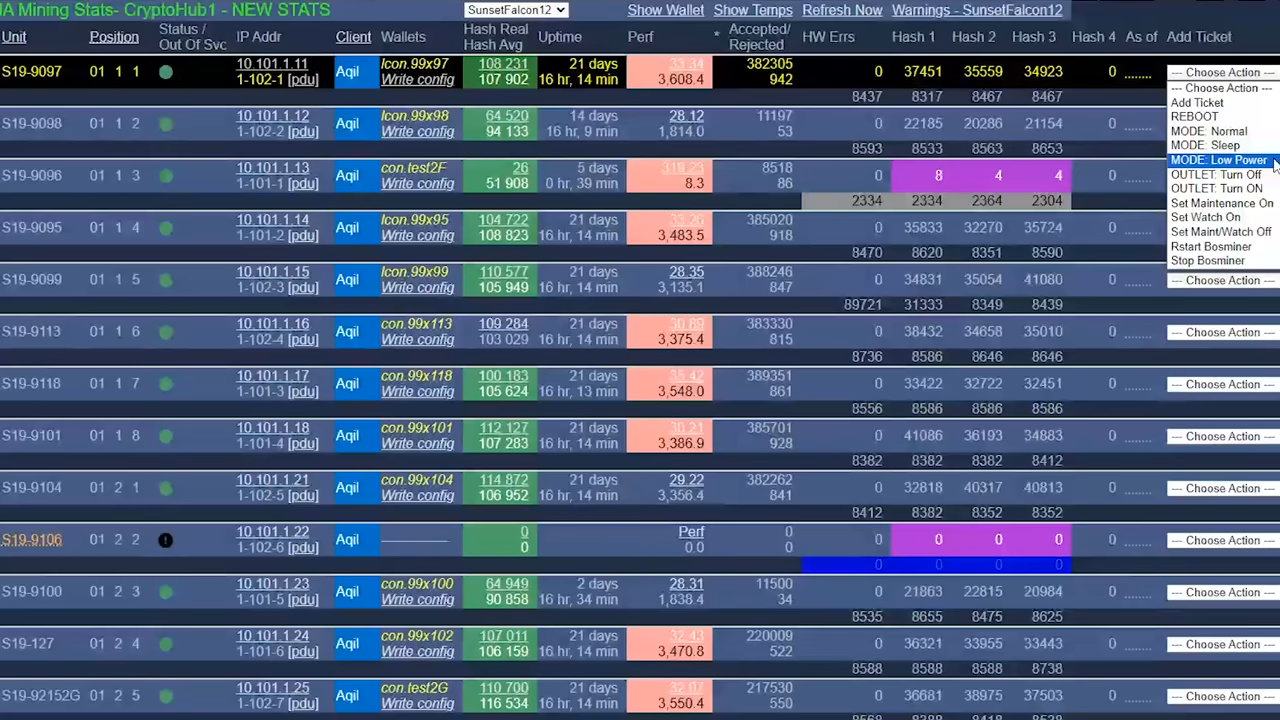 JA Mining Stats- CryptoHub1 - NEW STATS SunsetFalcon12 Show Wallet Show Temps Refresh Now Warnings - SunsetFalcon12
Unit Position Status / Out Of Svc IP Addr Client Wallets Hash Real Hash Avg Uptime Perf * Accepted/ Rejected HW Errs Hash 1 Hash 2 Hash 3 Hash 4 As of Add Ticket
S19-9097 01 1 1 10.101.1.11 Aqil lcon.99x97 108 231 21 days 33.34 382305 0 37451 35559 34923 0 ........ --- Choose Action ---
1-102-1 [pdu] Write config 107 902 16 hr, 14 min 3,608.4 942
8437 8317 8467 8467
S19-9098 01 1 2 10.101.1.12 Aqil lcon.99x98 64 520 14 days 28.12 11197 0 22185 20286 21154 0 ........
1-102-2 [pdu] Write config 94 133 16 hr, 9 min 1,814.0 53
8593 8533 8563 8653
S19-9096 01 1 3 10.101.1.13 Aqil con.test2F 26 5 days 8518 0 8 4 4 0 ........
1-101-1 [pdu] Write config 51 908 0 hr, 39 min 8.3 86
2334 2334 2364 2304
S19-9095 01 1 4 10.101.1.14 Aqil lcon.99x95 104 722 21 days 33.26 385020 0 35833 32270 35724 0 ........
1-101-2 [pdu] Write config 108 823 16 hr, 14 min 3,483.5 918
8470 8620 8351 8590
S19-9099 01 1 5 10.101.1.15 Aqil lcon.99x99 110 577 21 days 28.35 388246 0 34831 35054 41080 0 ........ --- Choose Action ---
1-102-3 [pdu] Write config 105 949 16 hr, 14 min 3,135.1 847
89721 31333 8349 8439
S19-9113 01 1 6 10.101.1.16 Aqil con.99x113 109 284 21 days 30.89 383330 0 38432 34658 35010 0 ........ --- Choose Action ---
1-102-4 [pdu] Write config 103 029 16 hr, 14 min 3,375.4 815
8736 8586 8646 8646
S19-9118 01 1 7 10.101.1.17 Aqil con.99x118 100 183 21 days 35.42 389351 0 33422 32722 32451 0 ........ --- Choose Action ---
1-101-3 [pdu] Write config 105 624 16 hr, 13 min 3,548.0 861
8556 8586 8586 8586
S19-9101 01 1 8 10.101.1.18 Aqil con.99x101 112 127 21 days 30.21 385701 0 41086 36193 34883 0 ........ --- Choose Action ---
1-101-4 [pdu] Write config 107 283 16 hr, 14 min 3,386.9 928
8382 8382 8382 8412
S19-9104 01 2 1 10.101.1.21 Aqil con.99x104 114 872 21 days 29.22 382262 0 32838 40317 40813 0 ........ --- Choose Action ---
1-102-5 [pdu] Write config 106 952 16 hr, 14 min 3,356.4 841
8412 8382 8352 8352
S19-9106 01 2 2 ! 10.101.1.22 Aqil 0 Perf 0 0 0 0 0 0 ........ --- Choose Action ---
1-102-6 [pdu] 0 0.0 0
0 0 0 0
S19-9100 01 2 3 10.101.1.23 Aqil con.99x100 64 949 2 days 28.31 11500 0 21863 22815 20984 0 ........ --- Choose Action ---
1-101-5 [pdu] Write config 90 858 16 hr, 14 min 1,838.4 34
8535 8655 8475 8625
S19-127 01 2 4 10.101.1.24 Aqil con.99x102 107 011 21 days 32.43 220009 0 36321 33955 33443 0 ........ --- Choose Action ---
1-101-6 [pdu] Write config 106 159 16 hr, 14 min 3,470.8 522
8588 8588 8588 8738
S19-92152G 01 2 5 10.101.1.25 Aqil con.test2G 110 700 21 days 32.07 217530 0 36681 38975 37503 0 ........ --- Choose Action ---
1-102-7 [pdu] Write config 116 534 16 hr, 14 min 3,550.4 550
--- Choose Action ---
Add Ticket
REBOOT
MODE: Normal
MODE: Sleep
MODE: Low Power
OUTLET: Turn Off
OUTLET: Turn ON
Set Maintenance On
Set Watch On
Set Maint/Watch Off
Rstart Bosminer
Stop Bosminer